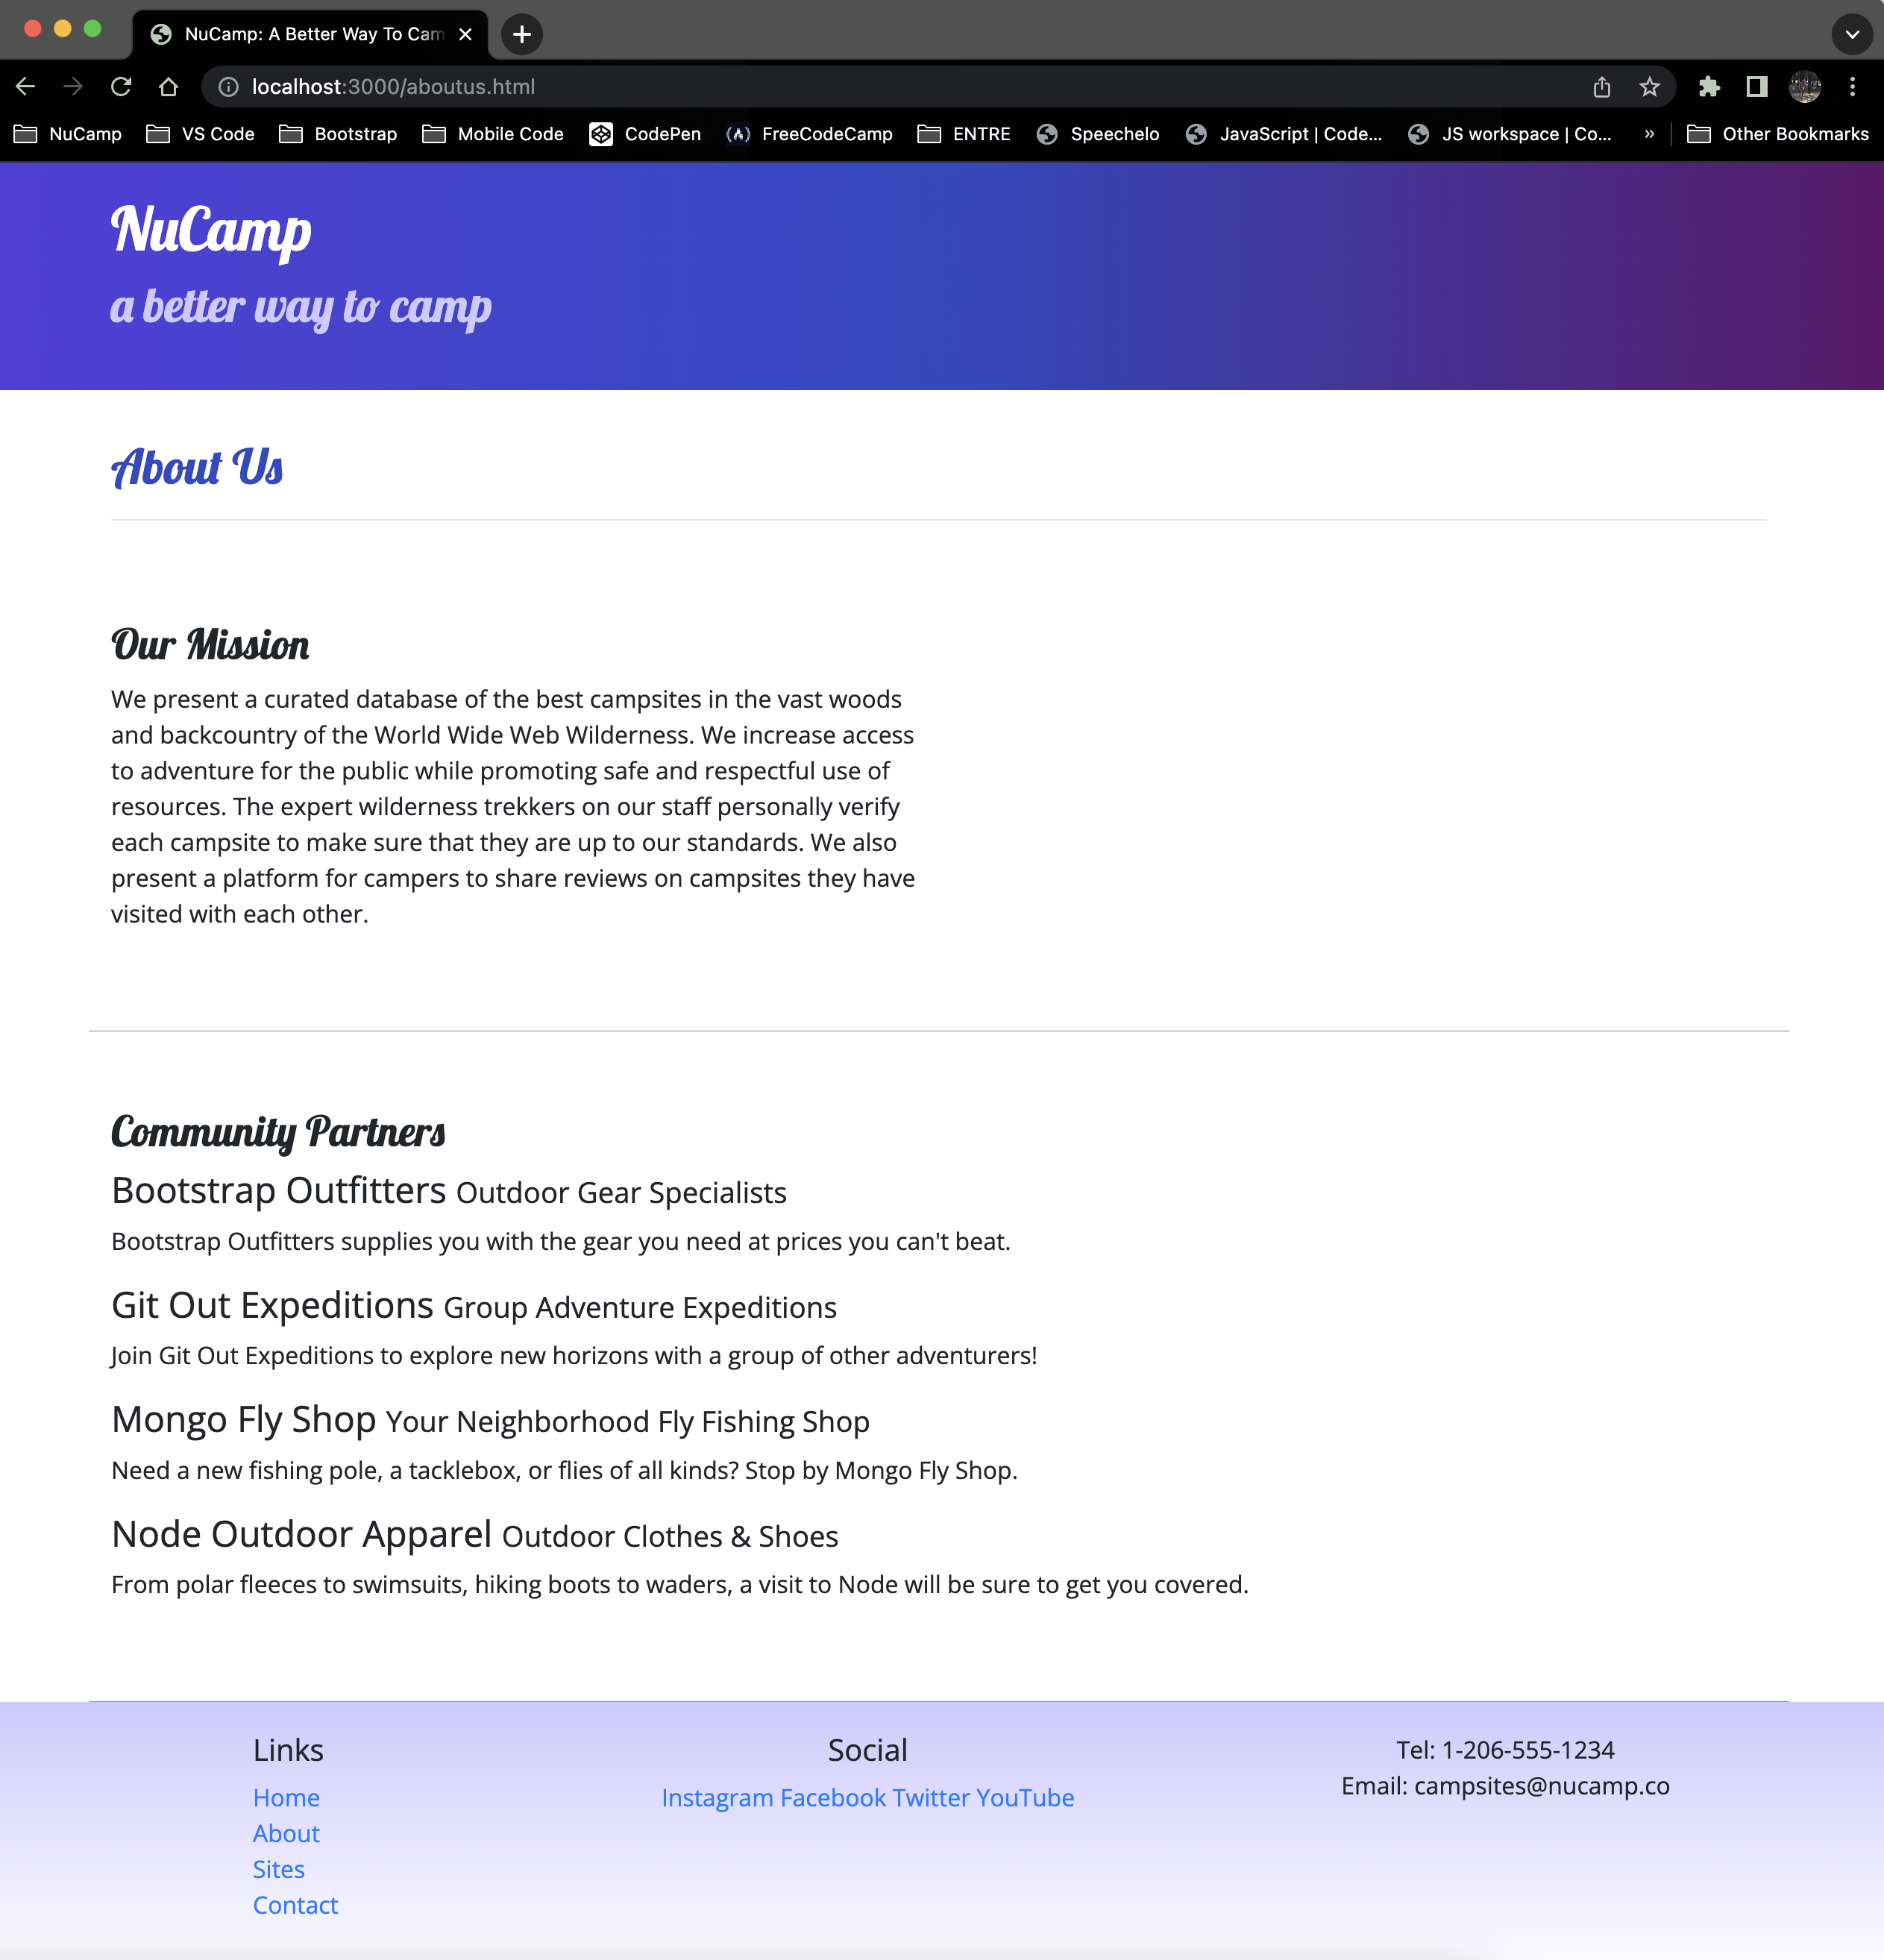 NuCamp: A Better Way To Cam
localhost:3000/aboutus.html
NuCamp VS Code Bootstrap Mobile Code CodePen FreeCodeCamp ENTRE Speechelo JavaScript | Code... JS workspace | Co... » Other Bookmarks
NuCamp
a better way to camp
About Us
Our Mission
We present a curated database of the best campsites in the vast woods
and backcountry of the World Wide Web Wilderness. We increase access
to adventure for the public while promoting safe and respectful use of
resources. The expert wilderness trekkers on our staff personally verify
each campsite to make sure that they are up to our standards. We also
present a platform for campers to share reviews on campsites they have
visited with each other.
Community Partners
Bootstrap Outfitters Outdoor Gear Specialists
Bootstrap Outfitters supplies you with the gear you need at prices you can't beat.
Git Out Expeditions Group Adventure Expeditions
Join Git Out Expeditions to explore new horizons with a group of other adventurers!
Mongo Fly Shop Your Neighborhood Fly Fishing Shop
Need a new fishing pole, a tacklebox, or flies of all kinds? Stop by Mongo Fly Shop.
Node Outdoor Apparel Outdoor Clothes & Shoes
From polar fleeces to swimsuits, hiking boots to waders, a visit to Node will be sure to get you covered.
Links
Home
About
Sites
Contact
Social
Instagram Facebook Twitter YouTube
Tel: 1-206-555-1234
Email: campsites@nucamp.co